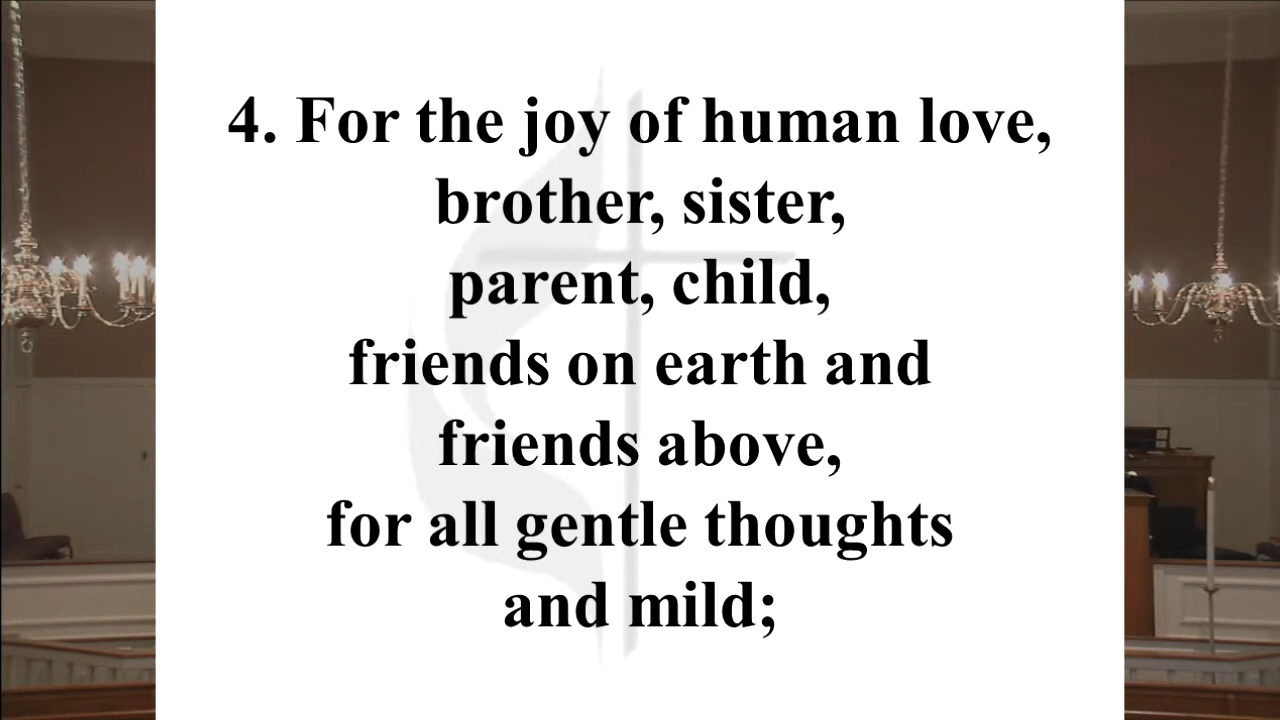 4. For the joy of human love,
brother, sister,
parent, child,
friends on earth and
friends above,
for all gentle thoughts
and mild;